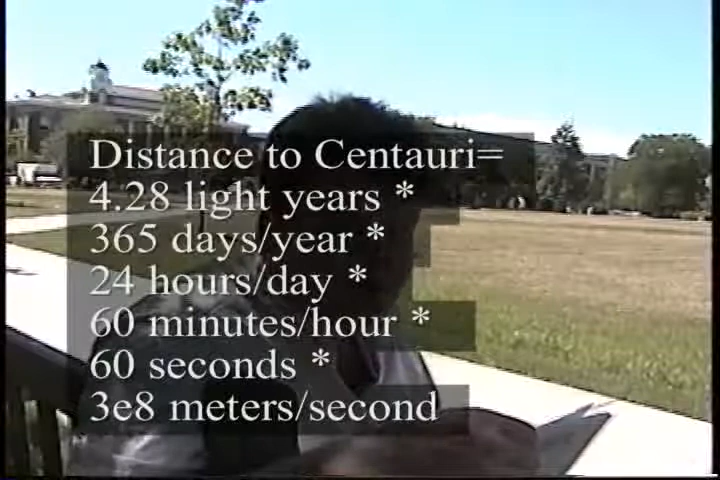 Distance to Centauri=
4.28 light years *
365 days/year *
24 hours/day *
60 minutes/hour *
60 seconds *
3e8 meters/second